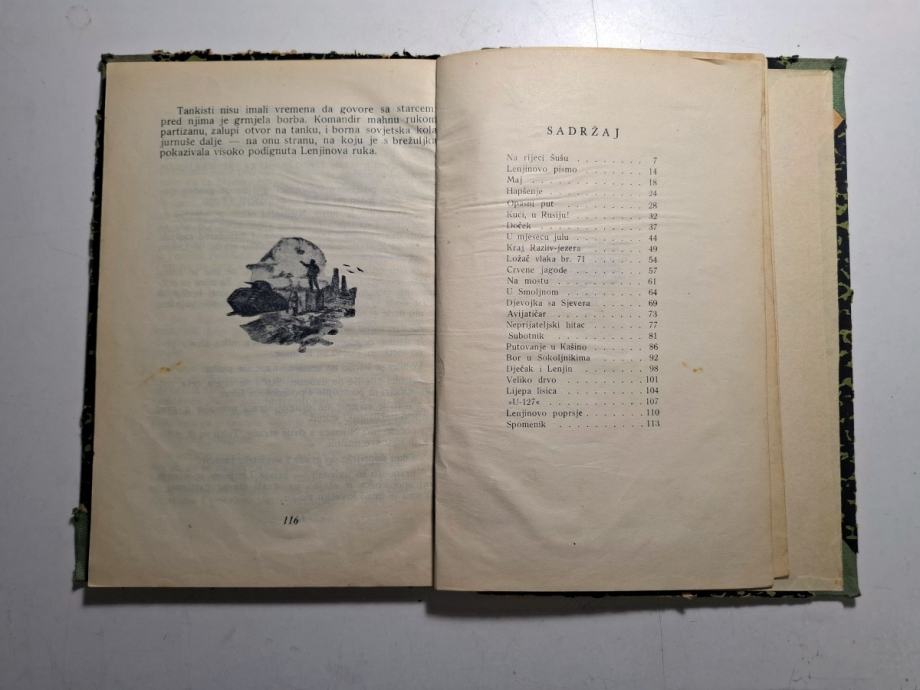 Tankisti nisu imali vremena da govore sa starcem:
pred njima je grmjela borba. Komandir mahnu rukom
partizanu, zalupi otvor na tanku, i borna sovjetska kola
jurnuše dalje — na onu stranu, na koju je s brežuljka
pokazivala visoko podignuta Lenjinova ruka.
116
SADRŽAJ
Na rijeci Šušu . . . . . . . . 7
Lenjinovo pismo . . . . . . . 14
Maj . . . . . . . . . . . . 18
Hapšenje . . . . . . . . . . 24
Opasni put . . . . . . . . . 28
Kući, u Rusiju! . . . . . . . . 32
Doček . . . . . . . . . . . 37
U mjesecu julu . . . . . . . . 44
Kraj Razliv-jezera . . . . . . . 49
Ložač vlaka br. 71 . . . . . . . 54
Crvene jagode . . . . . . . . 57
Na mostu . . . . . . . . . . 61
U Smoljnom . . . . . . . . . 64
Djevojka sa Sjevera . . . . . . 69
Avijatičar . . . . . . . . . . 73
Neprijateljski hitac . . . . . . . 77
Subotnik . . . . . . . . . . 81
Putovanje u Kašino . . . . . . . 86
Bor u Sokoljnikima . . . . . . . 92
Dječak i Lenjin . . . . . . . . 98
Veliko drvo . . . . . . . . . 101
Lijepa lisica . . . . . . . . . 104
»U-127« . . . . . . . . . . 107
Lenjinovo poprsje . . . . . . . 110
Spomenik . . . . . . . . . . 113